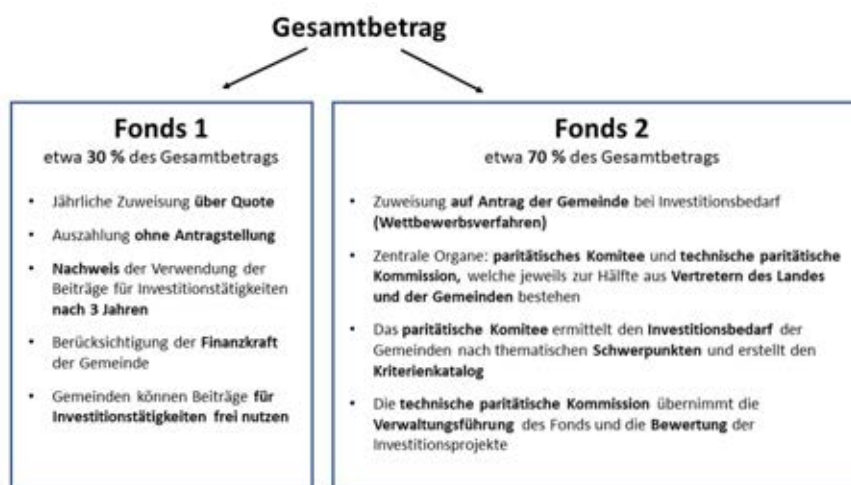 Gesamtbetrag
Fonds 1
etwa 30 % des Gesamtbetrags
• Jährliche Zuweisung über Quote
• Auszahlung ohne Antragstellung
• Nachweis der Verwendung der
Beiträge für Investitionstätigkeiten
nach 3 Jahren
• Berücksichtigung der Finanzkraft
der Gemeinde
• Gemeinden können Beiträge für
Investitionstätigkeiten frei nutzen
Fonds 2
etwa 70 % des Gesamtbetrags
• Zuweisung auf Antrag der Gemeinde bei Investitionsbedarf
(Wettbewerbsverfahren)
• Zentrale Organe: paritätisches Komitee und technische paritätische
Kommission, welche jeweils zur Hälfte aus Vertretern des Landes
und der Gemeinden bestehen
• Das paritätische Komitee ermittelt den Investitionsbedarf der
Gemeinden nach thematischen Schwerpunkten und erstellt den
Kriterienkatalog
• Die technische paritätische Kommission übernimmt die
Verwaltungsführung des Fonds und die Bewertung der
Investitionsprojekte